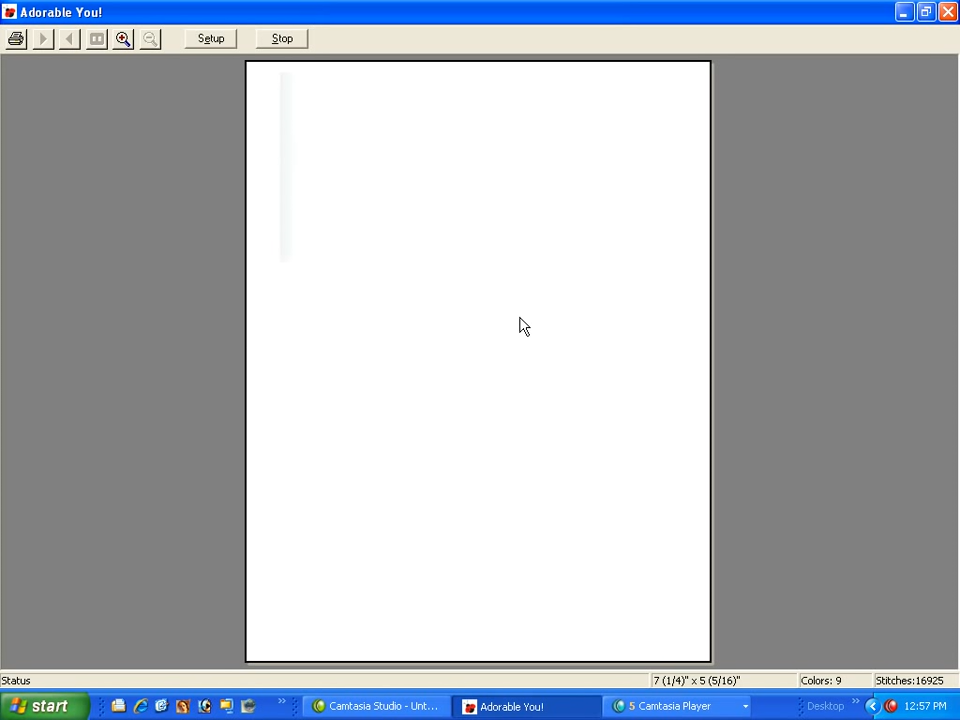 Adorable You!
Setup
Stop
Status
7 (1/4)" x 5 (5/16)"
Colors: 9
Stitches:16925
start
»
Camtasia Studio - Unt...
Adorable You!
5 Camtasia Player
Desktop
»
12:57 PM